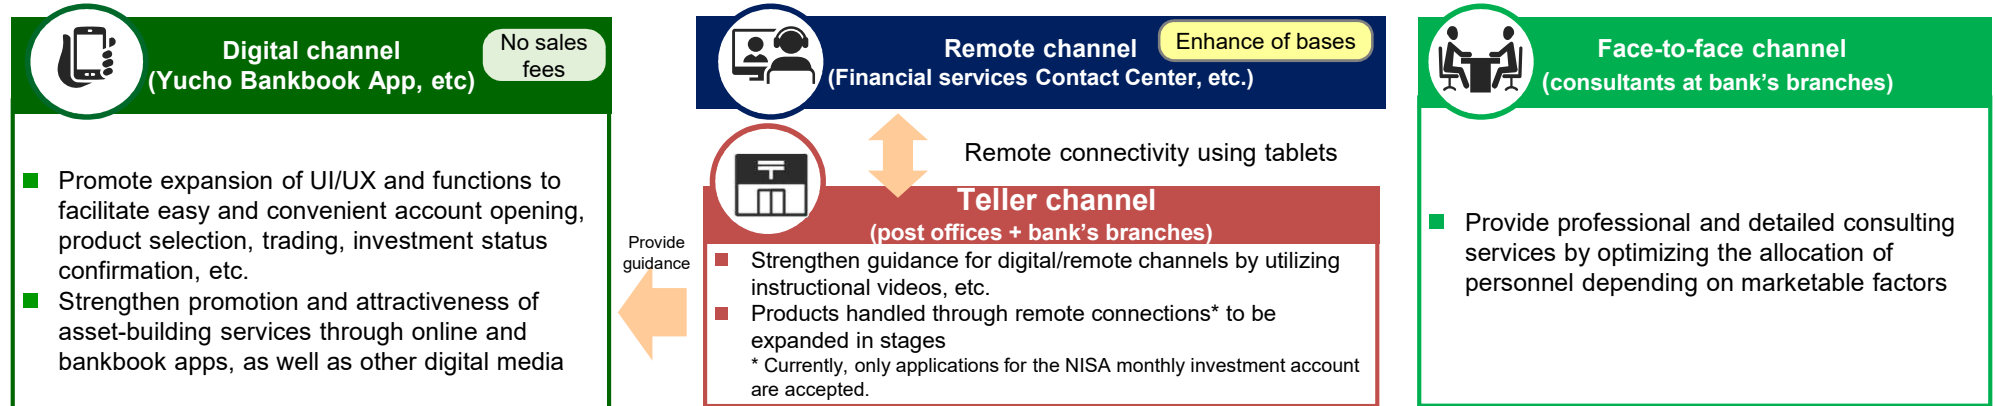 Digital channel
(Yucho Bankbook App, etc)
No sales
fees
Promote expansion of UI/UX and functions to
facilitate easy and convenient account opening,
product selection, trading, investment status
confirmation, etc.
Strengthen promotion and attractiveness of
asset-building services through online and
bankbook apps, as well as other digital media
Provide
guidance
Remote channel
(Financial services Contact Center, etc.)
Enhance of bases
Remote connectivity using tablets
Teller channel
(post offices + bank’s branches)
Strengthen guidance for digital/remote channels by utilizing
instructional videos, etc.
Products handled through remote connections* to be
expanded in stages
* Currently, only applications for the NISA monthly investment account
are accepted.
Face-to-face channel
(consultants at bank’s branches)
Provide professional and detailed consulting
services by optimizing the allocation of
personnel depending on marketable factors